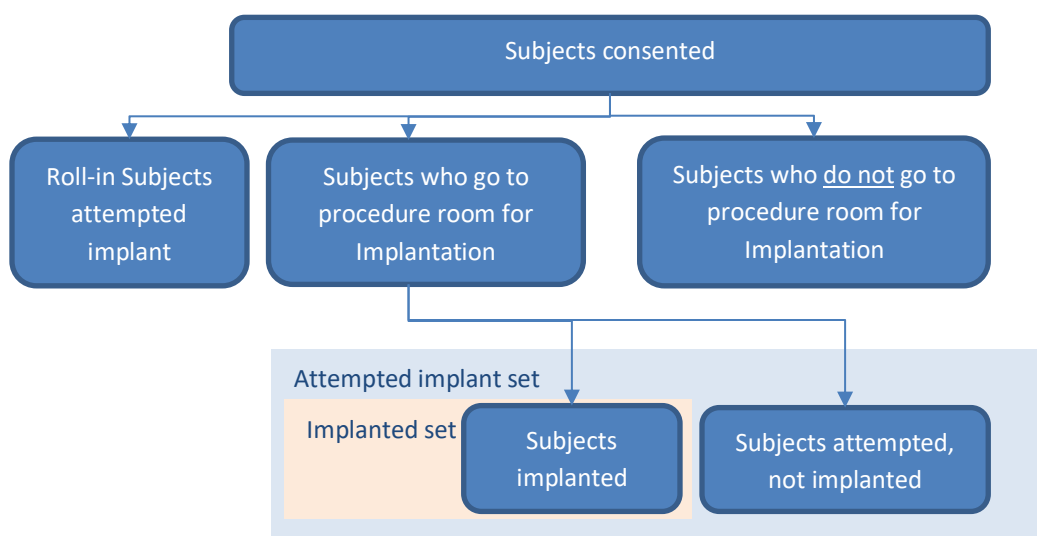 Subjects consented
Roll-in Subjects
attempted
implant
Subjects who go to
procedure room for
Implantation
Subjects who do not go to
procedure room for
Implantation
Attempted implant set
Implanted set
Subjects
implanted
Subjects attempted,
not implanted